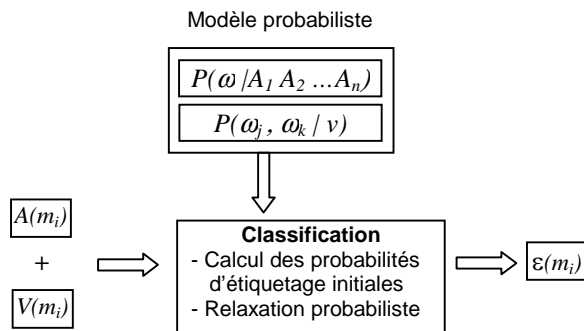 Modèle probabiliste
P(ω | A₁ A₂ ...Aₙ)
P(ωⱼ , ωₖ | v)
A(mᵢ)
+
V(mᵢ)
Classification
- Calcul des probabilités
d'étiquetage initiales
- Relaxation probabiliste
ε(mᵢ)